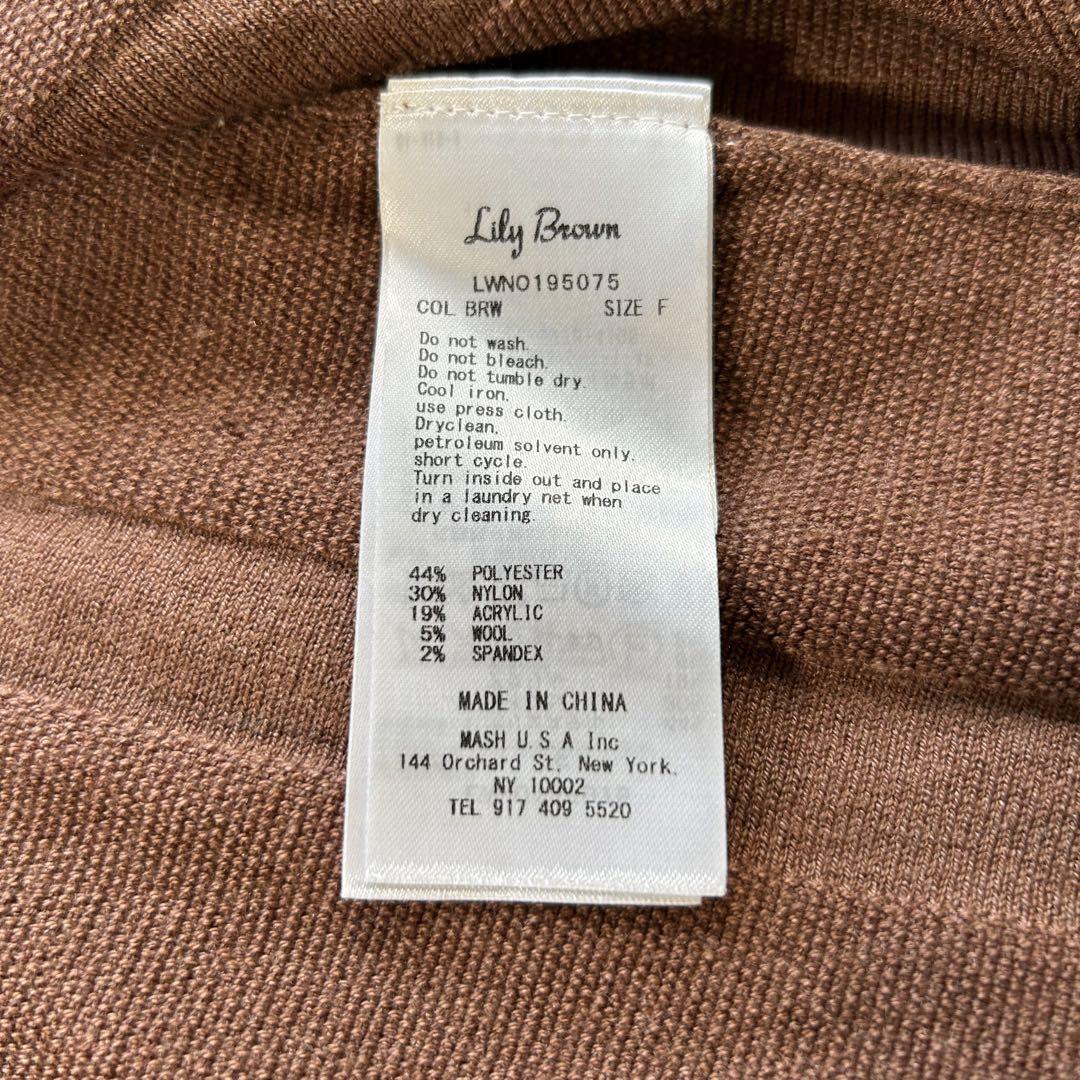 Lily Brown
LWNO195075
COL BRW SIZE F
Do not wash.
Do not bleach.
Do not tumble dry.
Cool iron.
use press cloth.
Dryclean.
petroleum solvent only.
short cycle.
Turn inside out and place
in a laundry net when
dry cleaning.
44% POLYESTER
30% NYLON
19% ACRYLIC
5% WOOL
2% SPANDEX
MADE IN CHINA
MASH U.S A Inc
144 Orchard St. New York.
NY 10002
TEL 917 409 5520